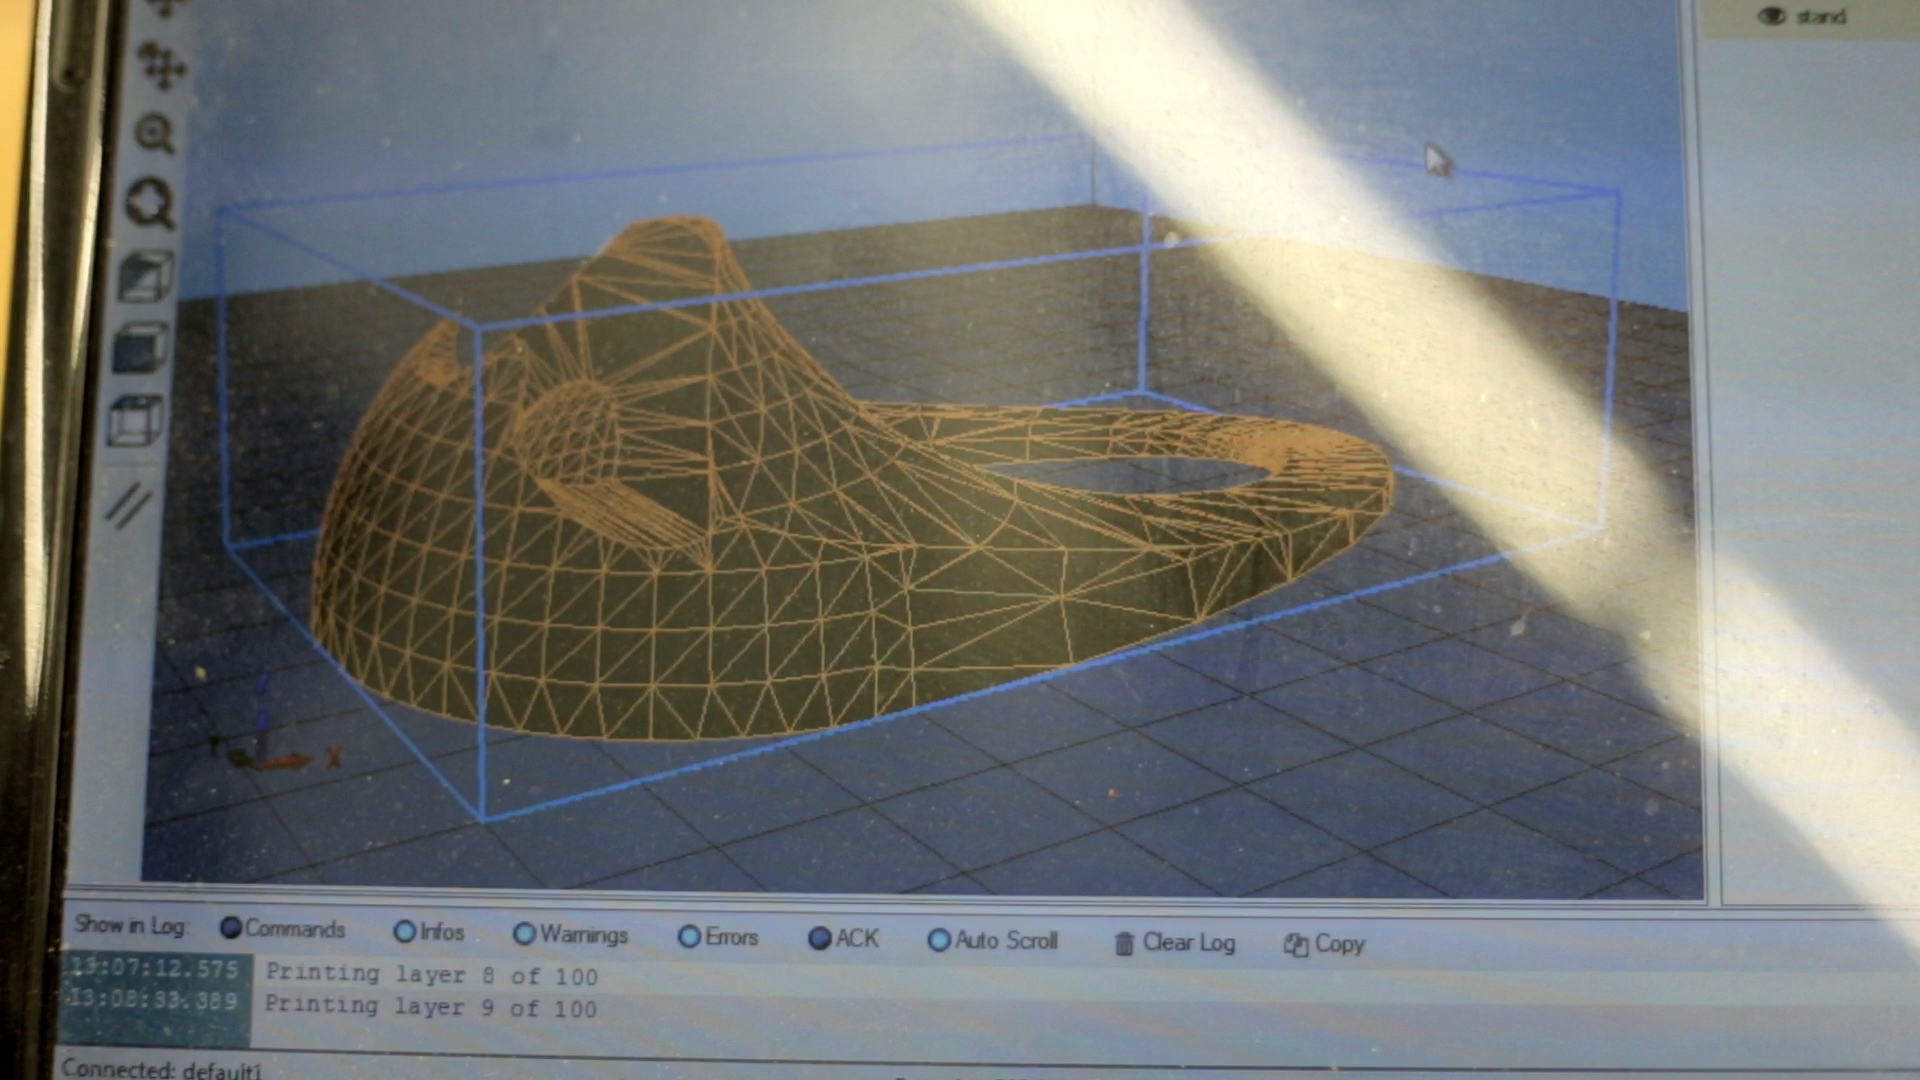 stand
X
Show in Log: Commands Infos Warnings Errors ACK Auto Scroll Clear Log Copy
13:07:12.575 Printing layer 8 of 100
13:08:33.389 Printing layer 9 of 100
Connected: default1